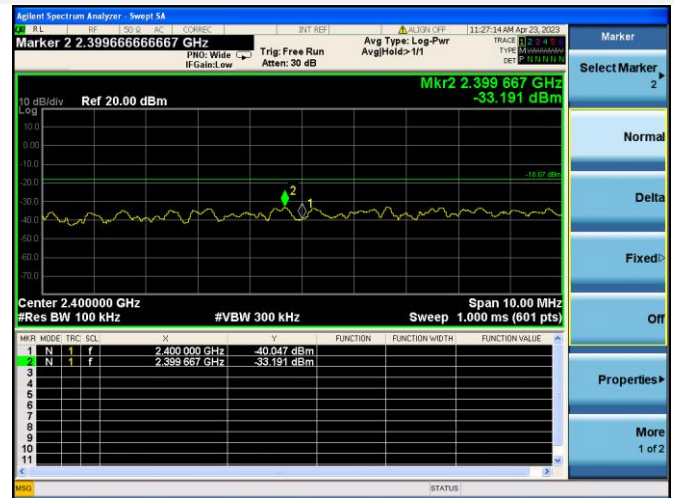 Agilent Spectrum Analyzer - Swept SA
RL RF 50 Ω AC CORREC INT REF ALIGN OFF 11:27:14 AM Apr 23, 2023
Marker 2 2.399666666667 GHz
PNO: Wide
IFGain:Low
Trig: Free Run
Atten: 30 dB
Avg Type: Log-Pwr
Avg|Hold>1/1
TRACE 1 2 3 4 5 6
TYPE
DET P N N N N N
Mkr2 2.399 667 GHz
-33.191 dBm
10 dB/div Ref 20.00 dBm
Log
10.0
0.00
-10.0
-20.0
-30.0
-40.0
-50.0
-60.0
-70.0
-18.07 dBm
2
1
Center 2.400000 GHz Span 10.00 MHz
#Res BW 100 kHz #VBW 300 kHz Sweep 1.000 ms (601 pts)
MKR MODE TRC SCL X Y FUNCTION FUNCTION WIDTH FUNCTION VALUE
1 N 1 f 2.400 000 GHz -40.047 dBm
2 N 1 f 2.399 667 GHz -33.191 dBm
3
4
5
6
7
8
9
10
11
MSG STATUS
Marker
Select Marker
2
Normal
Delta
Fixed
Off
Properties
More
1 of 2